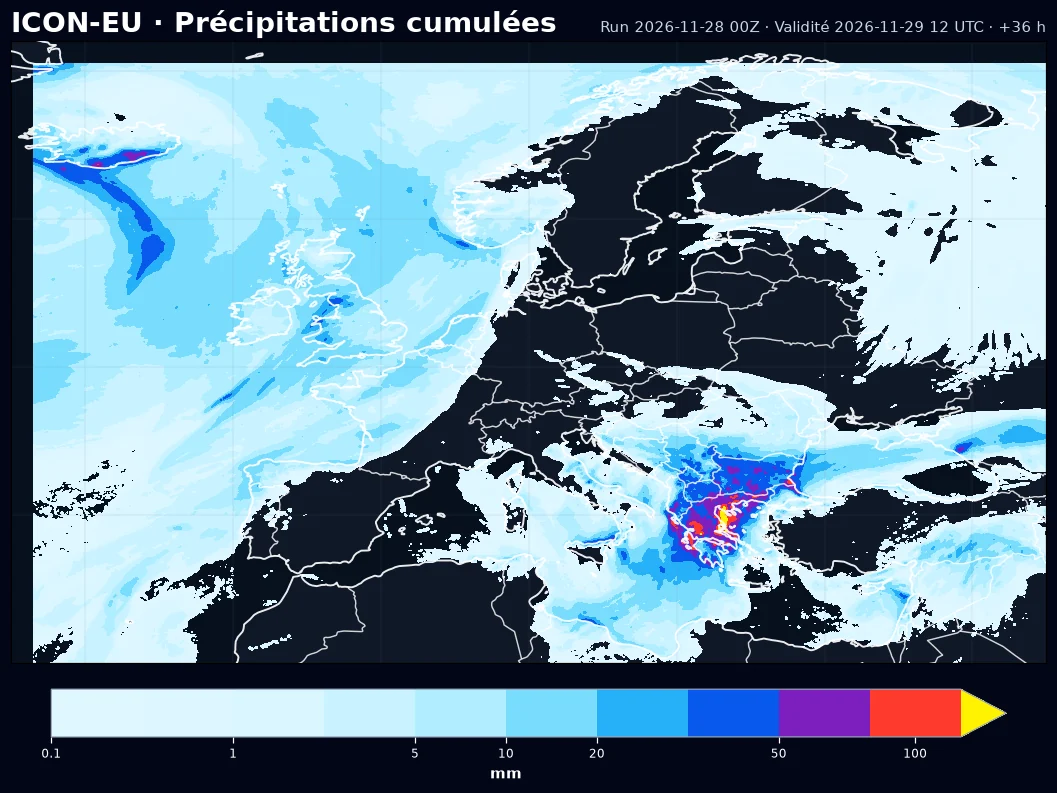 ICON-EU · Précipitations cumulées
Run 2026-11-28 00Z · Validité 2026-11-29 12 UTC · +36 h
0.1 1 5 10 20 50 100
mm